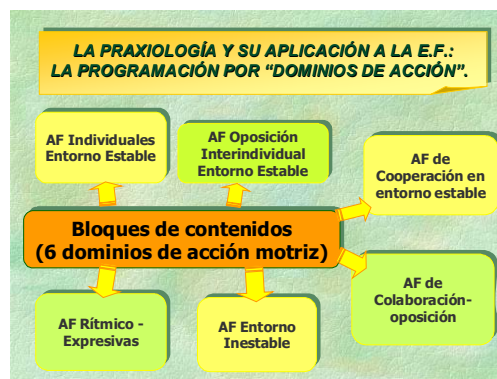 LA PRAXIOLOGÍA Y SU APLICACIÓN A LA E.F.:
LA PROGRAMACIÓN POR “DOMINIOS DE ACCIÓN”.
AF Individuales
Entorno Estable
AF Oposición
Interindividual
Entorno Estable
AF de
Cooperación en
entorno estable
Bloques de contenidos
(6 dominios de acción motriz)
AF Rítmico -
Expresivas
AF Entorno
Inestable
AF de
Colaboración-
oposición